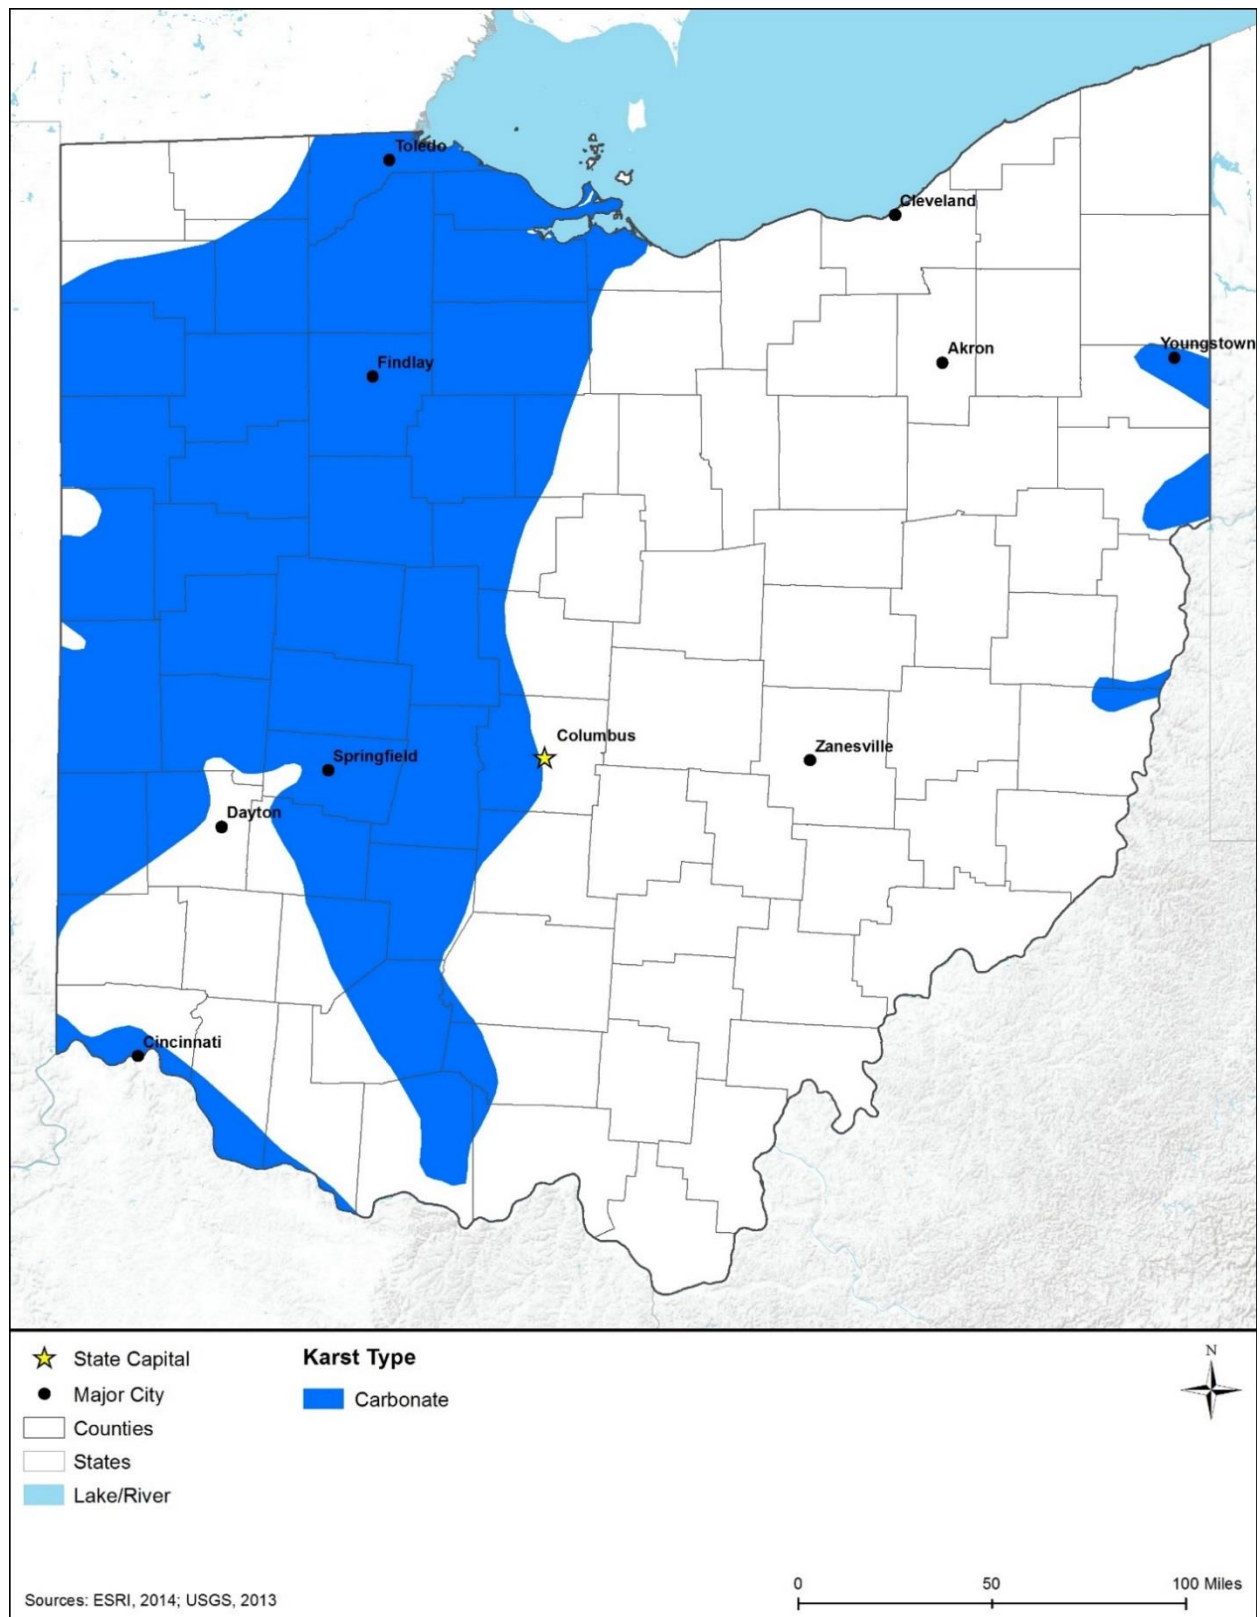 Toledo
Cleveland
Youngstown
Akron
Findlay
Columbus
Zanesville
Springfield
Dayton
Cincinnati
State Capital
Major City
Counties
States
Lake/River
Karst Type
Carbonate
N
0 50 100 Miles
Sources: ESRI, 2014; USGS, 2013